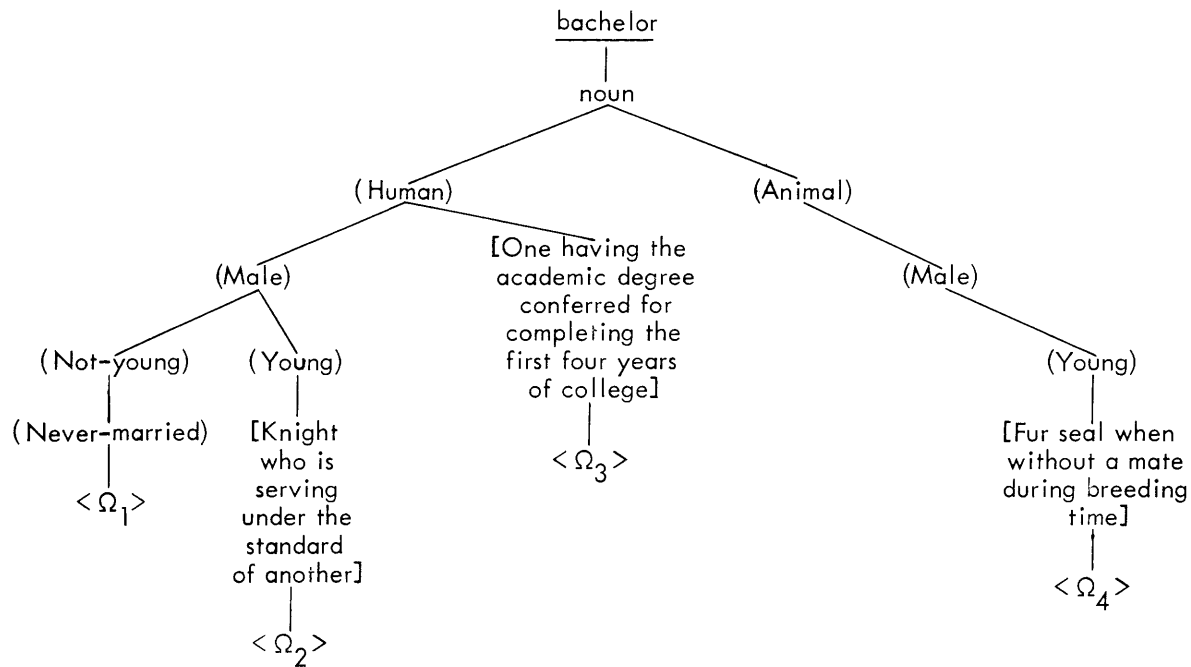 bachelor
noun
(Human)
(Animal)
(Male)
[One having the
academic degree
conferred for
completing the
first four years
of college]
<Ω3>
(Male)
(Not-young)
(Young)
(Young)
(Never-married)
<Ω1>
[Knight
who is
serving
under the
standard
of another]
<Ω2>
[Fur seal when
without a mate
during breeding
time]
<Ω4>